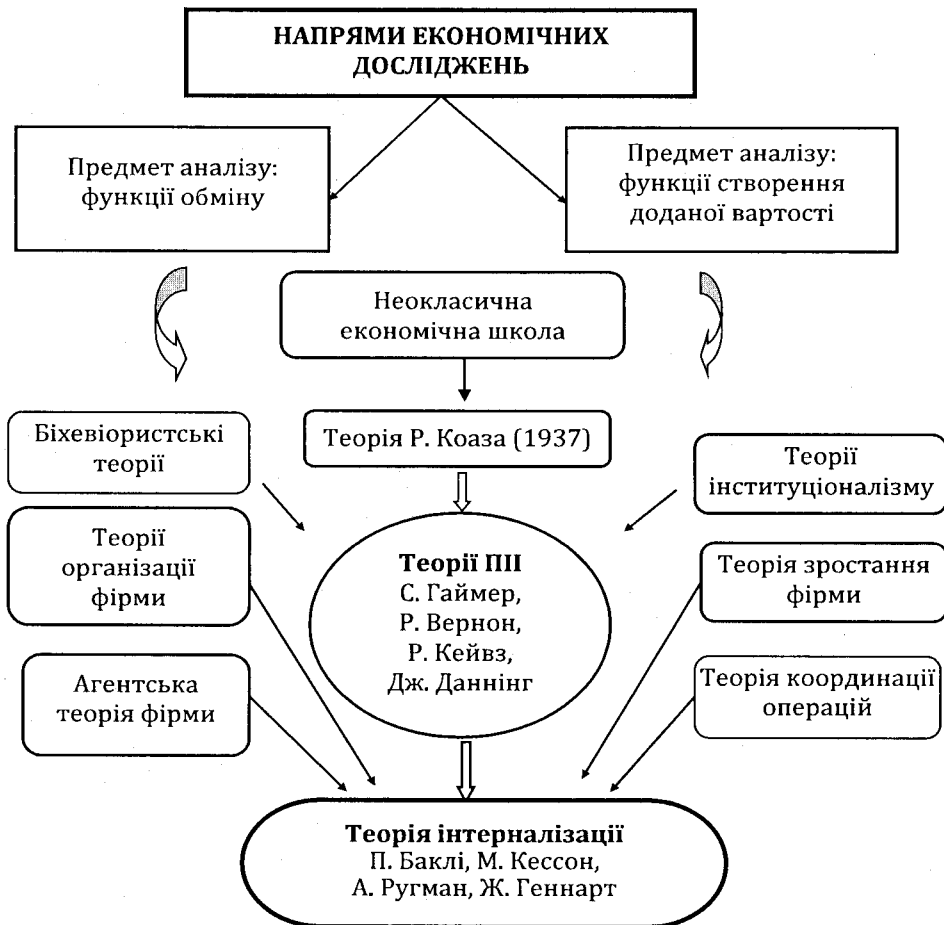 НАПРЯМИ ЕКОНОМІЧНИХ
ДОСЛІДЖЕНЬ
Предмет аналізу:
функції обміну
Предмет аналізу:
функції створення
доданої вартості
Неокласична
економічна школа
Біхевіористські
теорії
Теорія Р. Коаза (1937)
Теорії
інституціоналізму
Теорії
організації
фірми
Теорії ПІІ
С. Гаймер,
Р. Вернон,
Р. Кейвз,
Дж. Даннінг
Теорія зростання
фірми
Агентська
теорія фірми
Теорія координації
операцій
Теорія інтерналізації
П. Баклі, М. Кессон,
А. Ругман, Ж. Геннарт